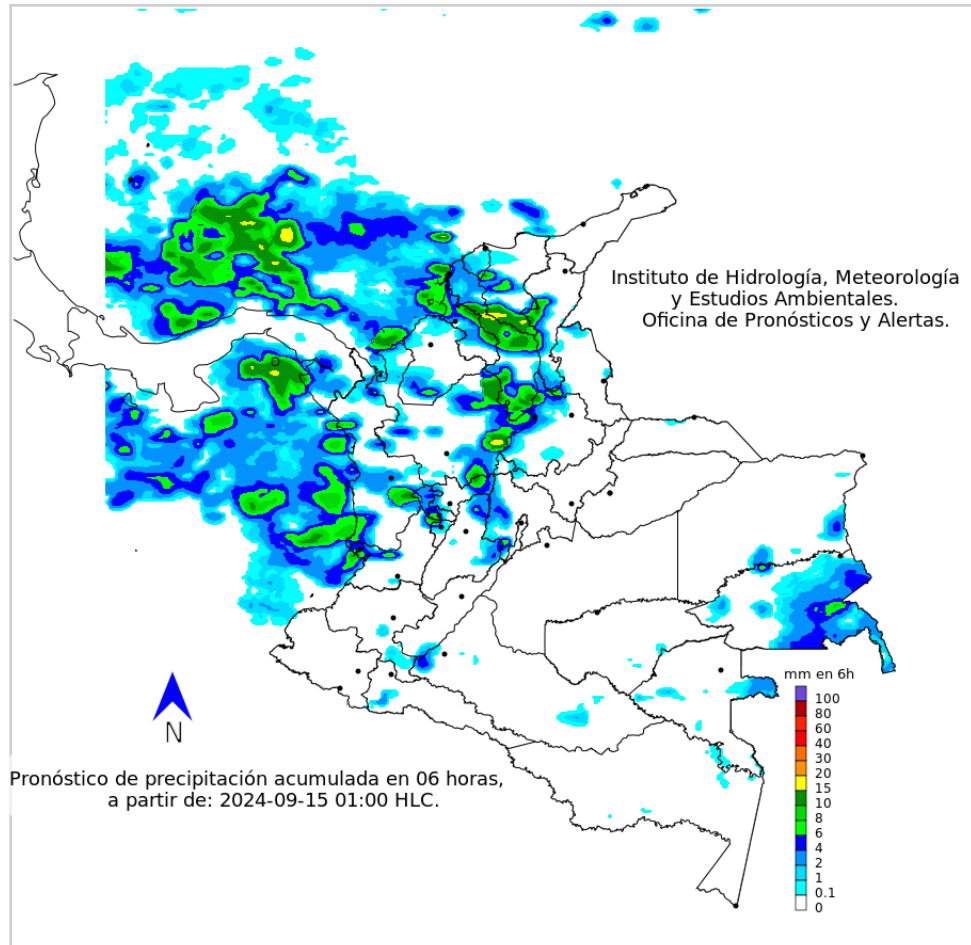 Instituto de Hidrología, Meteorología
y Estudios Ambientales.
Oficina de Pronósticos y Alertas.
mm en 6h
100
80
60
40
30
20
15
10
8
6
4
2
1
0.1
0
N
Pronóstico de precipitación acumulada en 06 horas,
a partir de: 2024-09-15 01:00 HLC.